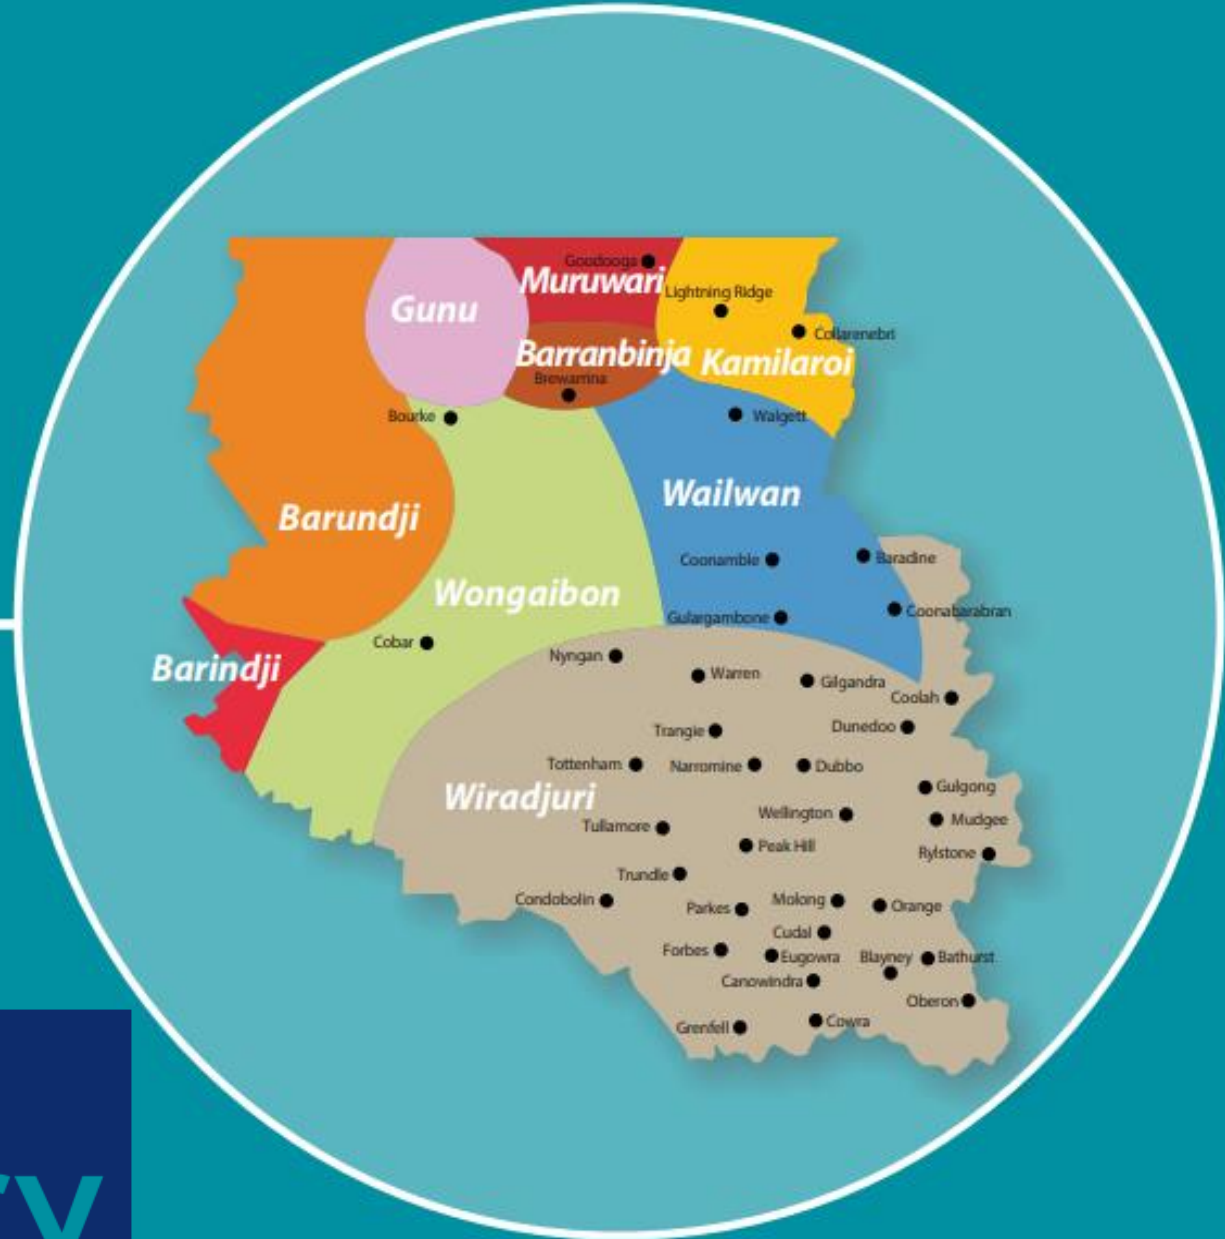 Goodooga
Muruwari
Lightning Ridge
Gunu
Collarenebri
Barranbinja
Kamilaroi
Brewarrina
Bourke
Walgett
Wailwan
Barundji
Coonamble
Baradine
Wongaibon
Coonabarabran
Gulargambone
Cobar
Nyngan
Barindji
Warren
Gilgandra
Coolah
Trangie
Dunedoo
Tottenham
Narromine
Dubbo
Gulgong
Wiradjuri
Wellington
Mudgee
Tullamore
Peak Hill
Rylstone
Trundle
Condobolin
Parkes
Molong
Orange
Cudal
Forbes
Eugowra
Blayney
Bathurst
Canowindra
Oberon
Grenfell
Cowra